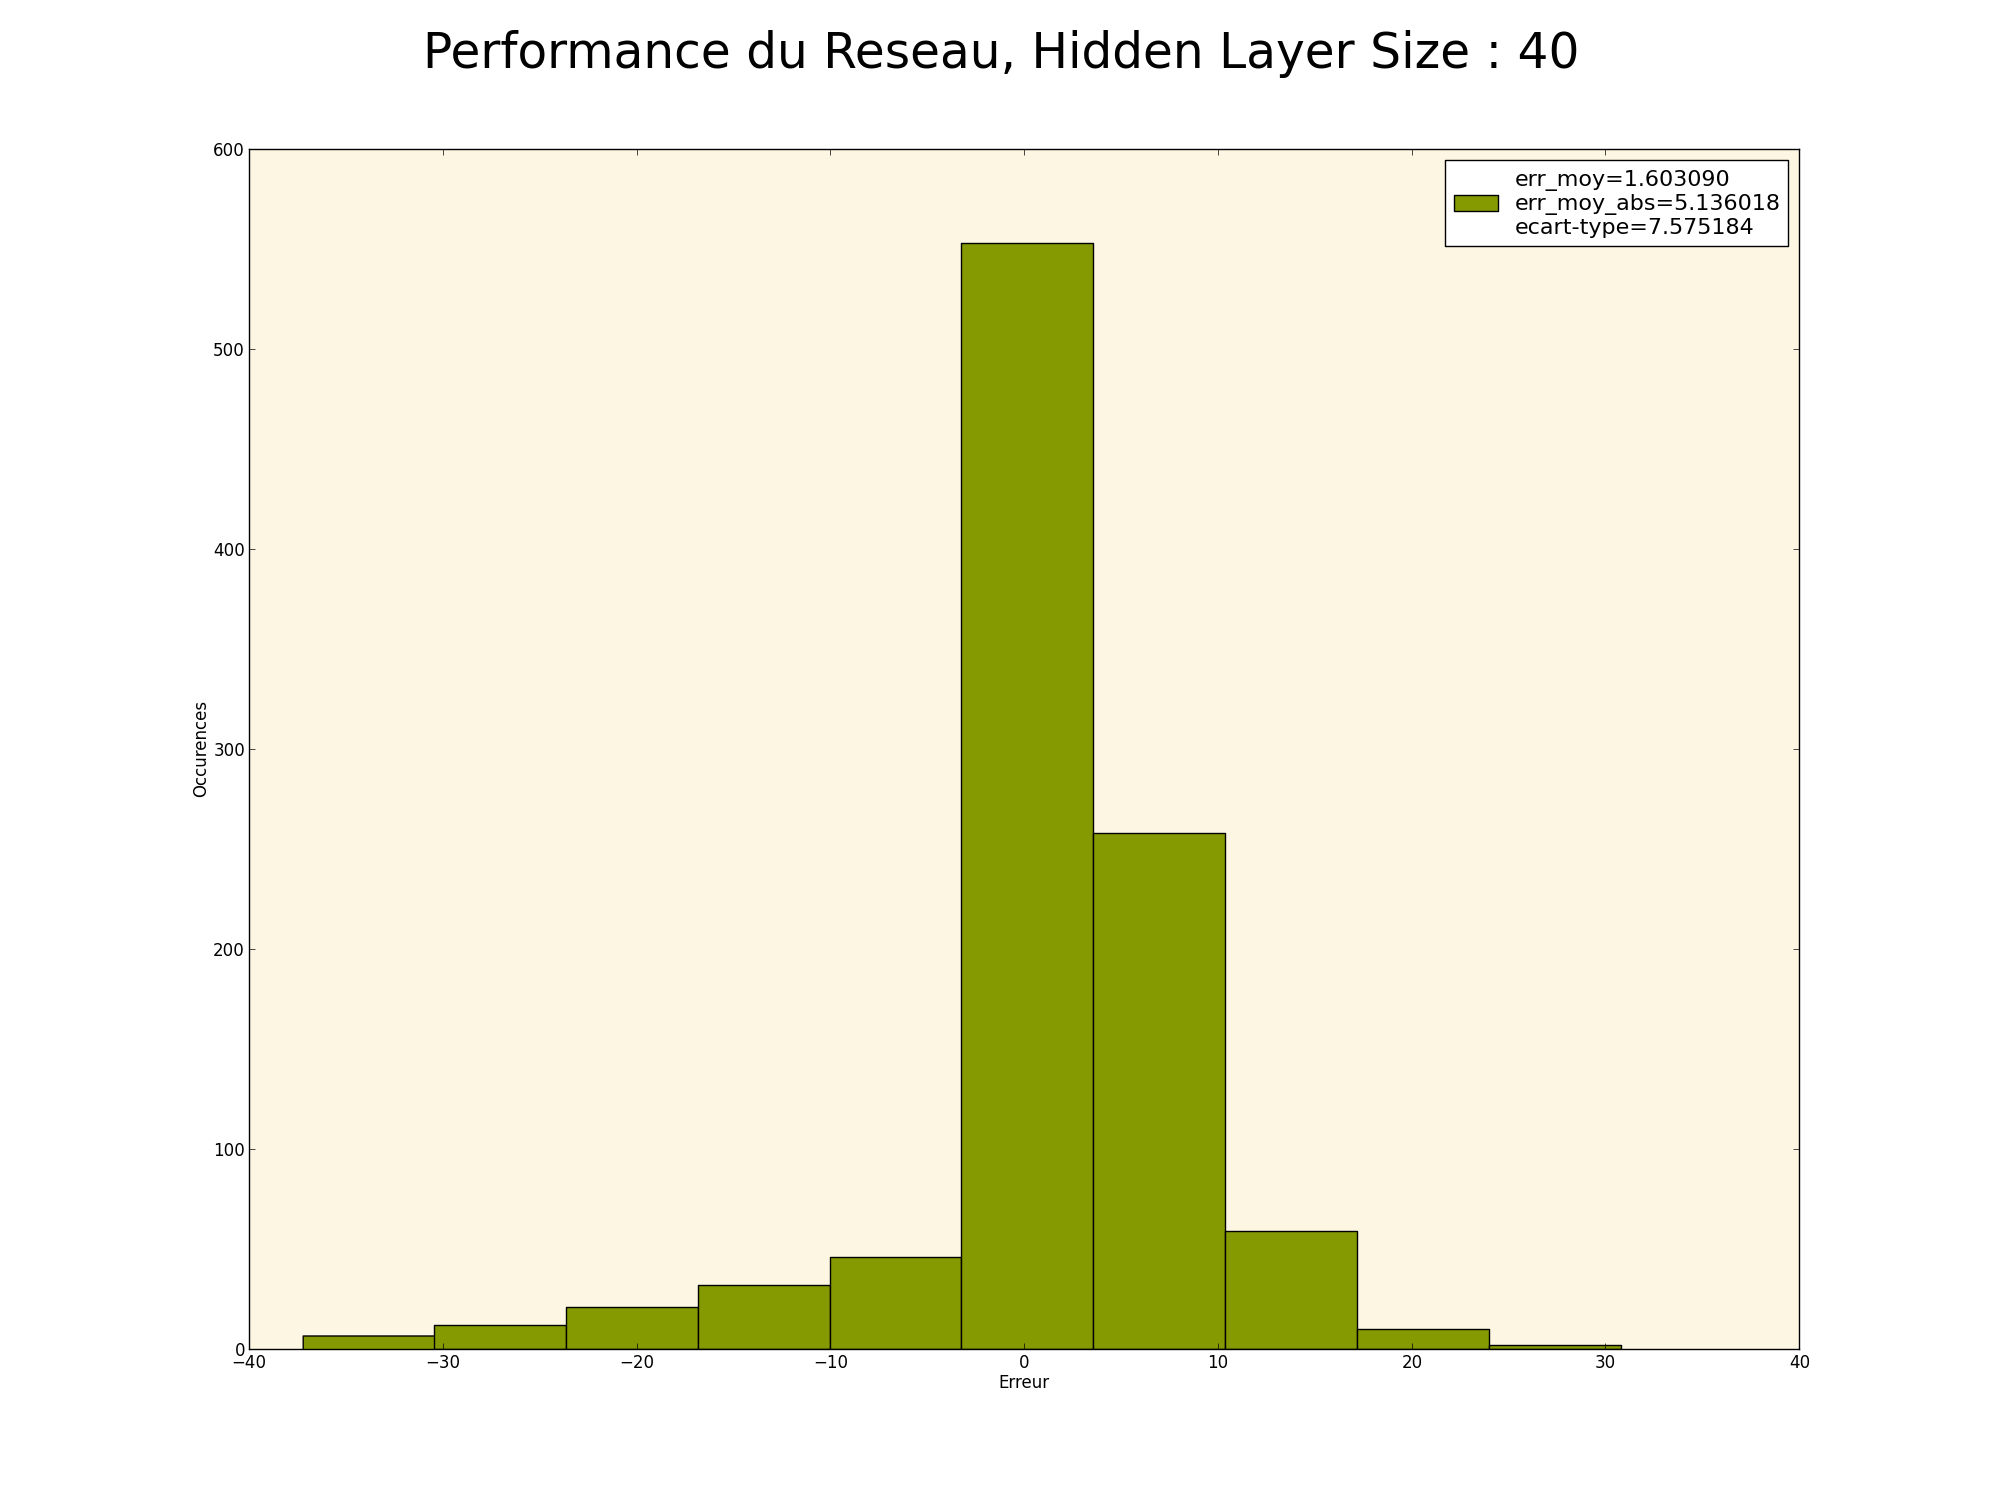 Performance du Reseau, Hidden Layer Size : 40
600
500
400
300
200
100
0
Occurences
err_moy=1.603090
err_moy_abs=5.136018
ecart-type=7.575184
−40 −30 −20 −10 0 10 20 30 40
Erreur